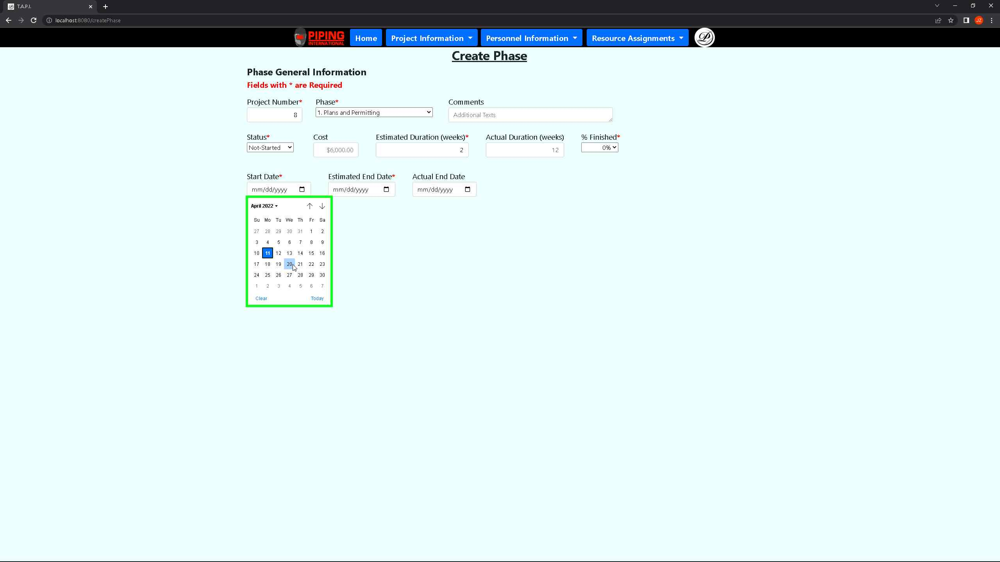 T.A.P.I.
localhost:8080/createPhase
JZ
PIPING
INTERNATIONAL
Home Project Information Personnel Information Resource Assignments
Create Phase
Phase General Information
Fields with * are Required
Project Number* Phase* Comments
8 1. Plans and Permitting Additional Texts
Status* Cost Estimated Duration (weeks)* Actual Duration (weeks) % Finished*
Not-Started $6,000.00 2 12 0%
Start Date* Estimated End Date* Actual End Date
mm/dd/yyyy mm/dd/yyyy mm/dd/yyyy
April 2022
Su Mo Tu We Th Fr Sa
27 28 29 30 31 1 2
3 4 5 6 7 8 9
10 11 12 13 14 15 16
17 18 19 20 21 22 23
24 25 26 27 28 29 30
1 2 3 4 5 6 7
Clear Today